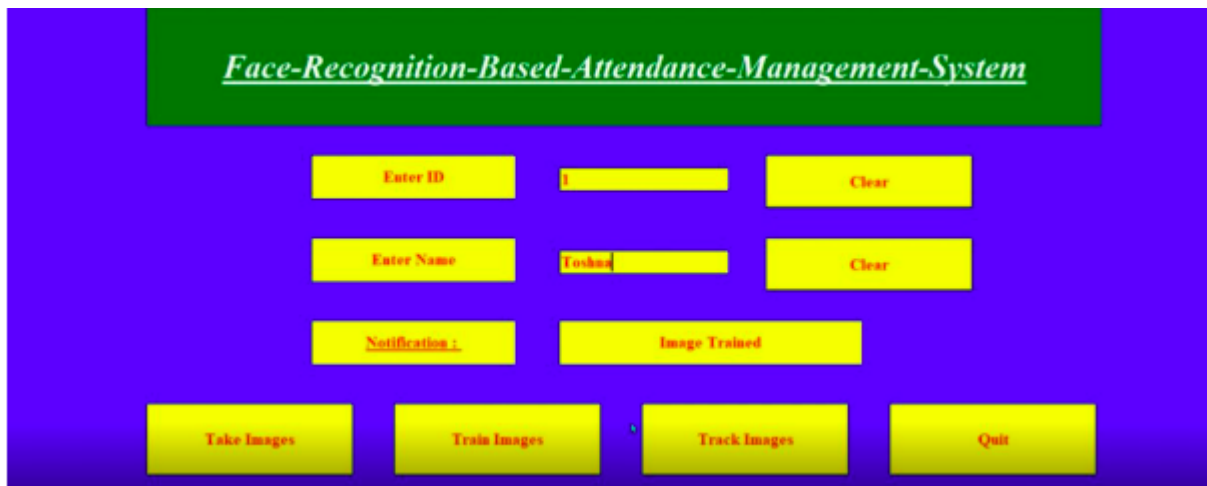 Face-Recognition-Based-Attendance-Management-System
Enter ID 1 Clear
Enter Name Toshna Clear
Notification : Image Trained
Take Images Train Images Track Images Quit